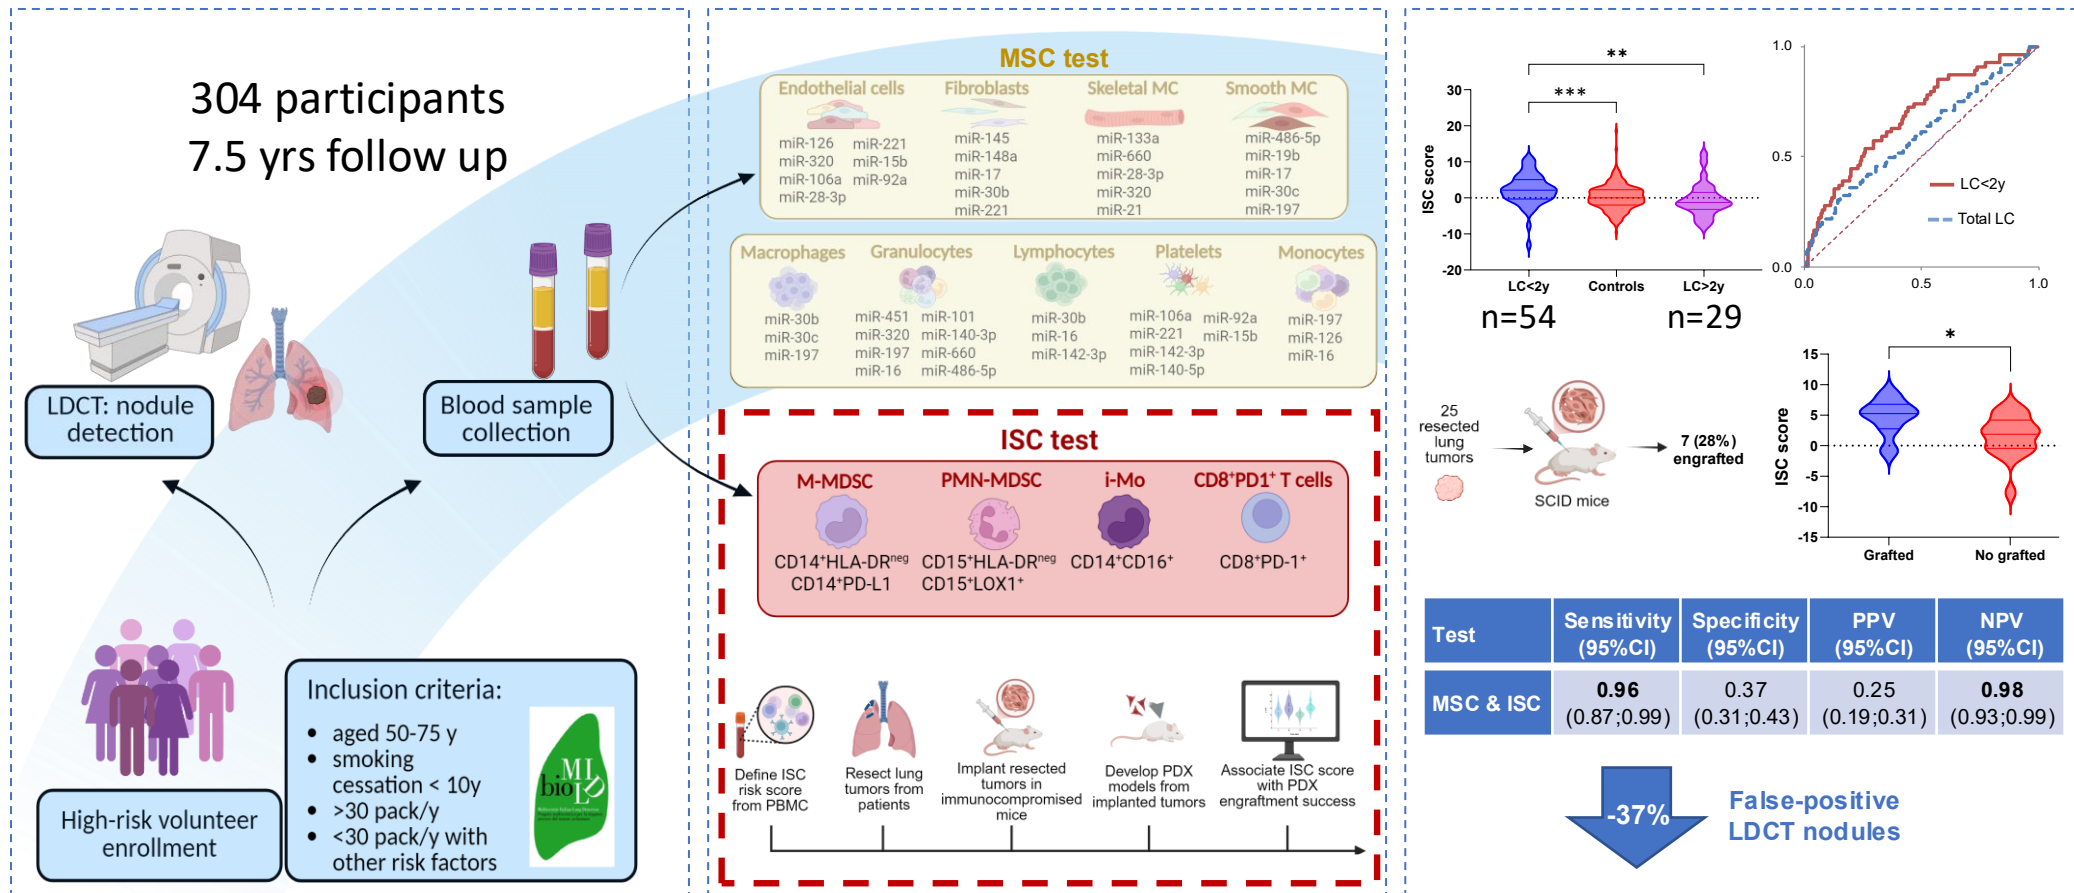 304 participants
7.5 yrs follow up
LDCT: nodule
detection
Blood sample
collection
High-risk volunteer
enrollment
Inclusion criteria:
• aged 50-75 y
• smoking
cessation < 10y
• >30 pack/y
• <30 pack/y with
other risk factors
bio MILD
MSC test
Endothelial cells
miR-126 miR-221
miR-320 miR-15b
miR-106a miR-92a
miR-28-3p
Fibroblasts
miR-145
miR-148a
miR-17
miR-30b
miR-221
Skeletal MC
miR-133a
miR-660
miR-28-3p
miR-320
miR-21
Smooth MC
miR-486-5p
miR-19b
miR-17
miR-30c
miR-197
Macrophages
miR-30b
miR-30c
miR-197
Granulocytes
miR-451 miR-101
miR-320 miR-140-3p
miR-197 miR-660
miR-16 miR-486-5p
Lymphocytes
miR-30b
miR-16
miR-142-3p
Platelets
miR-106a miR-92a
miR-221 miR-15b
miR-142-3p
miR-140-5p
Monocytes
miR-197
miR-126
miR-16
ISC test
M-MDSC
CD14⁺HLA-DRⁿᵉᵍ
CD14⁺PD-L1
PMN-MDSC
CD15⁺HLA-DRⁿᵉᵍ
CD15⁺LOX1⁺
i-Mo
CD14⁺CD16⁺
CD8⁺PD1⁺ T cells
CD8⁺PD-1⁺
Define ISC
risk score
from PBMC
Resect lung
tumors from
patients
Implant resected
tumors in
immunocompromised
mice
Develop PDX
models from
implanted tumors
Associate ISC score
with PDX
engraftment success
**
***
ISC score
30
20
10
0
-10
-20
LC<2y Controls LC>2y
n=54 n=29
1.0
0.5
0.0
0.0 0.5 1.0
LC<2y
Total LC
25
resected
lung
tumors
SCID mice
7 (28%)
engrafted
*
ISC score
15
10
5
0
-5
-10
-15
Grafted No grafted
Test Sensitivity (95%CI) Specificity (95%CI) PPV (95%CI) NPV (95%CI)
MSC & ISC 0.96 (0.87;0.99) 0.37 (0.31;0.43) 0.25 (0.19;0.31) 0.98 (0.93;0.99)
-37%
False-positive
LDCT nodules